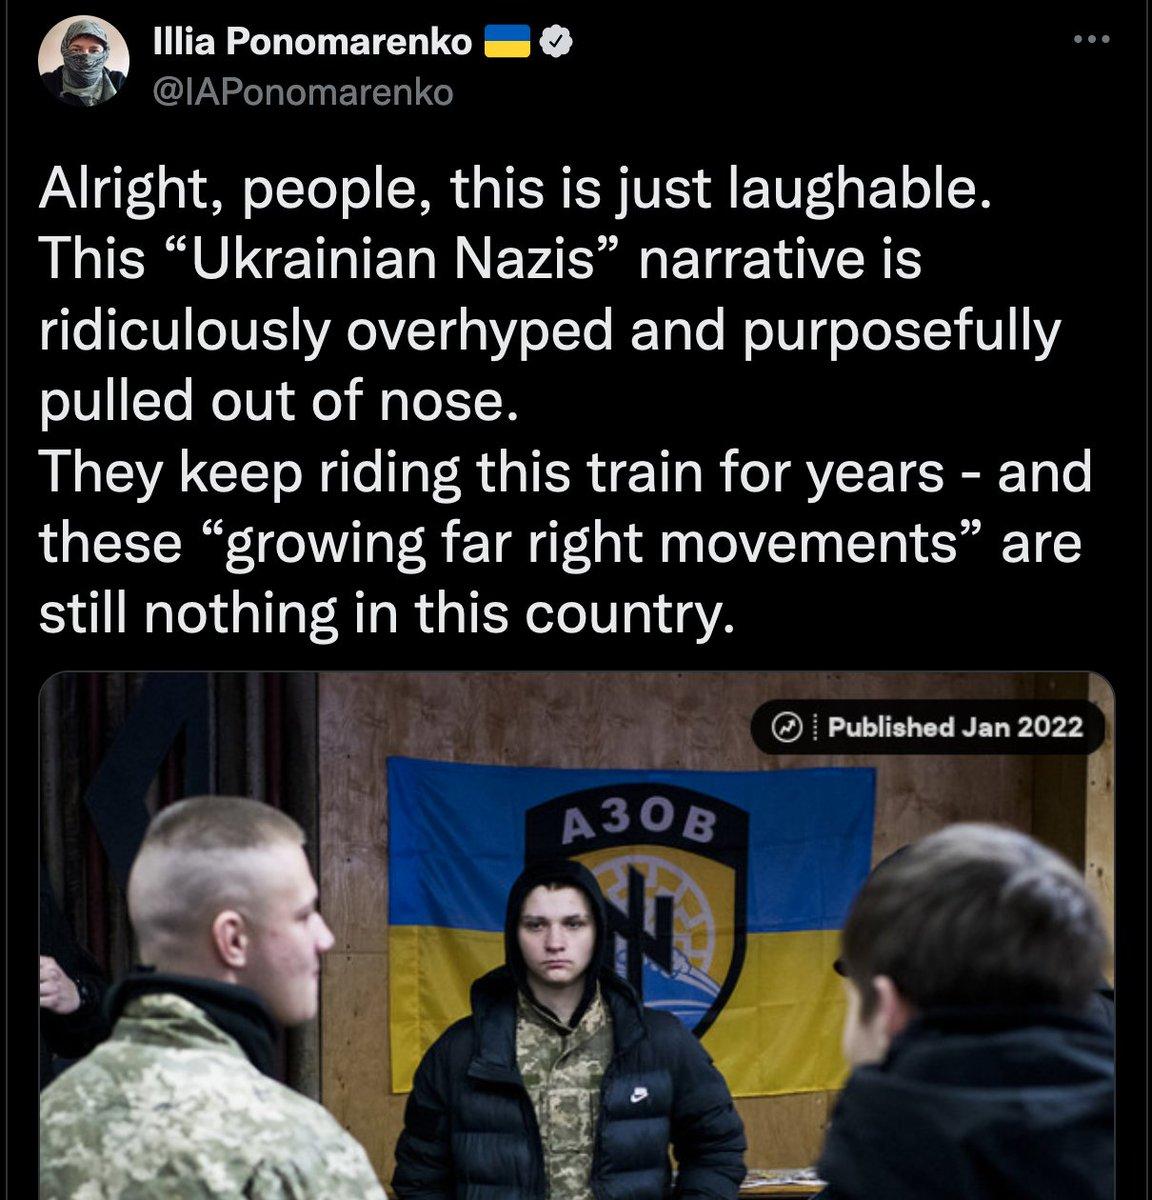 Illia Ponomarenko
@IAPonomarenko
Alright, people, this is just laughable.
This “Ukrainian Nazis” narrative is
ridiculously overhyped and purposefully
pulled out of nose.
They keep riding this train for years - and
these “growing far right movements” are
still nothing in this country.
Published Jan 2022
АЗОВ